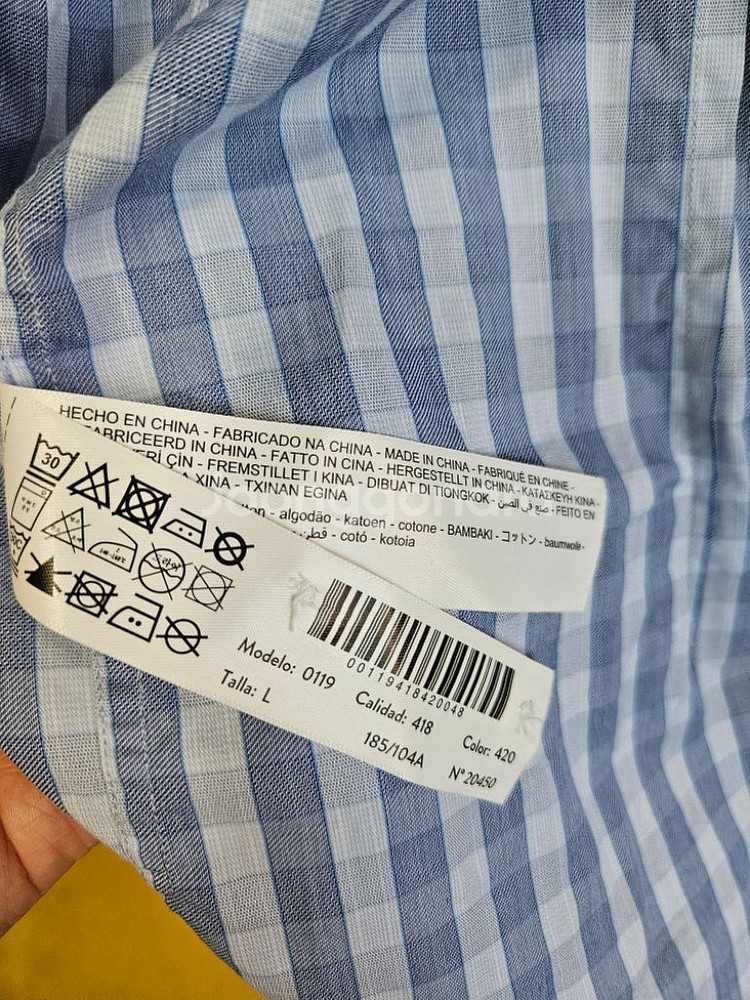 HECHO EN CHINA - FABRICADO NA CHINA - MADE IN CHINA - FABRIQUÉ EN CHINE -
FABRICEERD IN CHINA - FATTO IN CINA - HERGESTELLT IN CHINA - ΚΑΤΑΣΚΕΥΗ ΚΙΝΑ -
ÇİN - FREMSTILLET I KINA - DIBUAT DI TIONGKOK - صنع في الصين - FEITO EN
A XINA - TXINAN EGINA
algodão - katoen - cotone - ΒΑΜΒΑΚΙ - コットン - baumwolle -
قطن - cotó - kotoia
30
00119418420048
Modelo: 0119
Calidad: 418
Color: 420
Talla: L
185/104A
Nº 20450